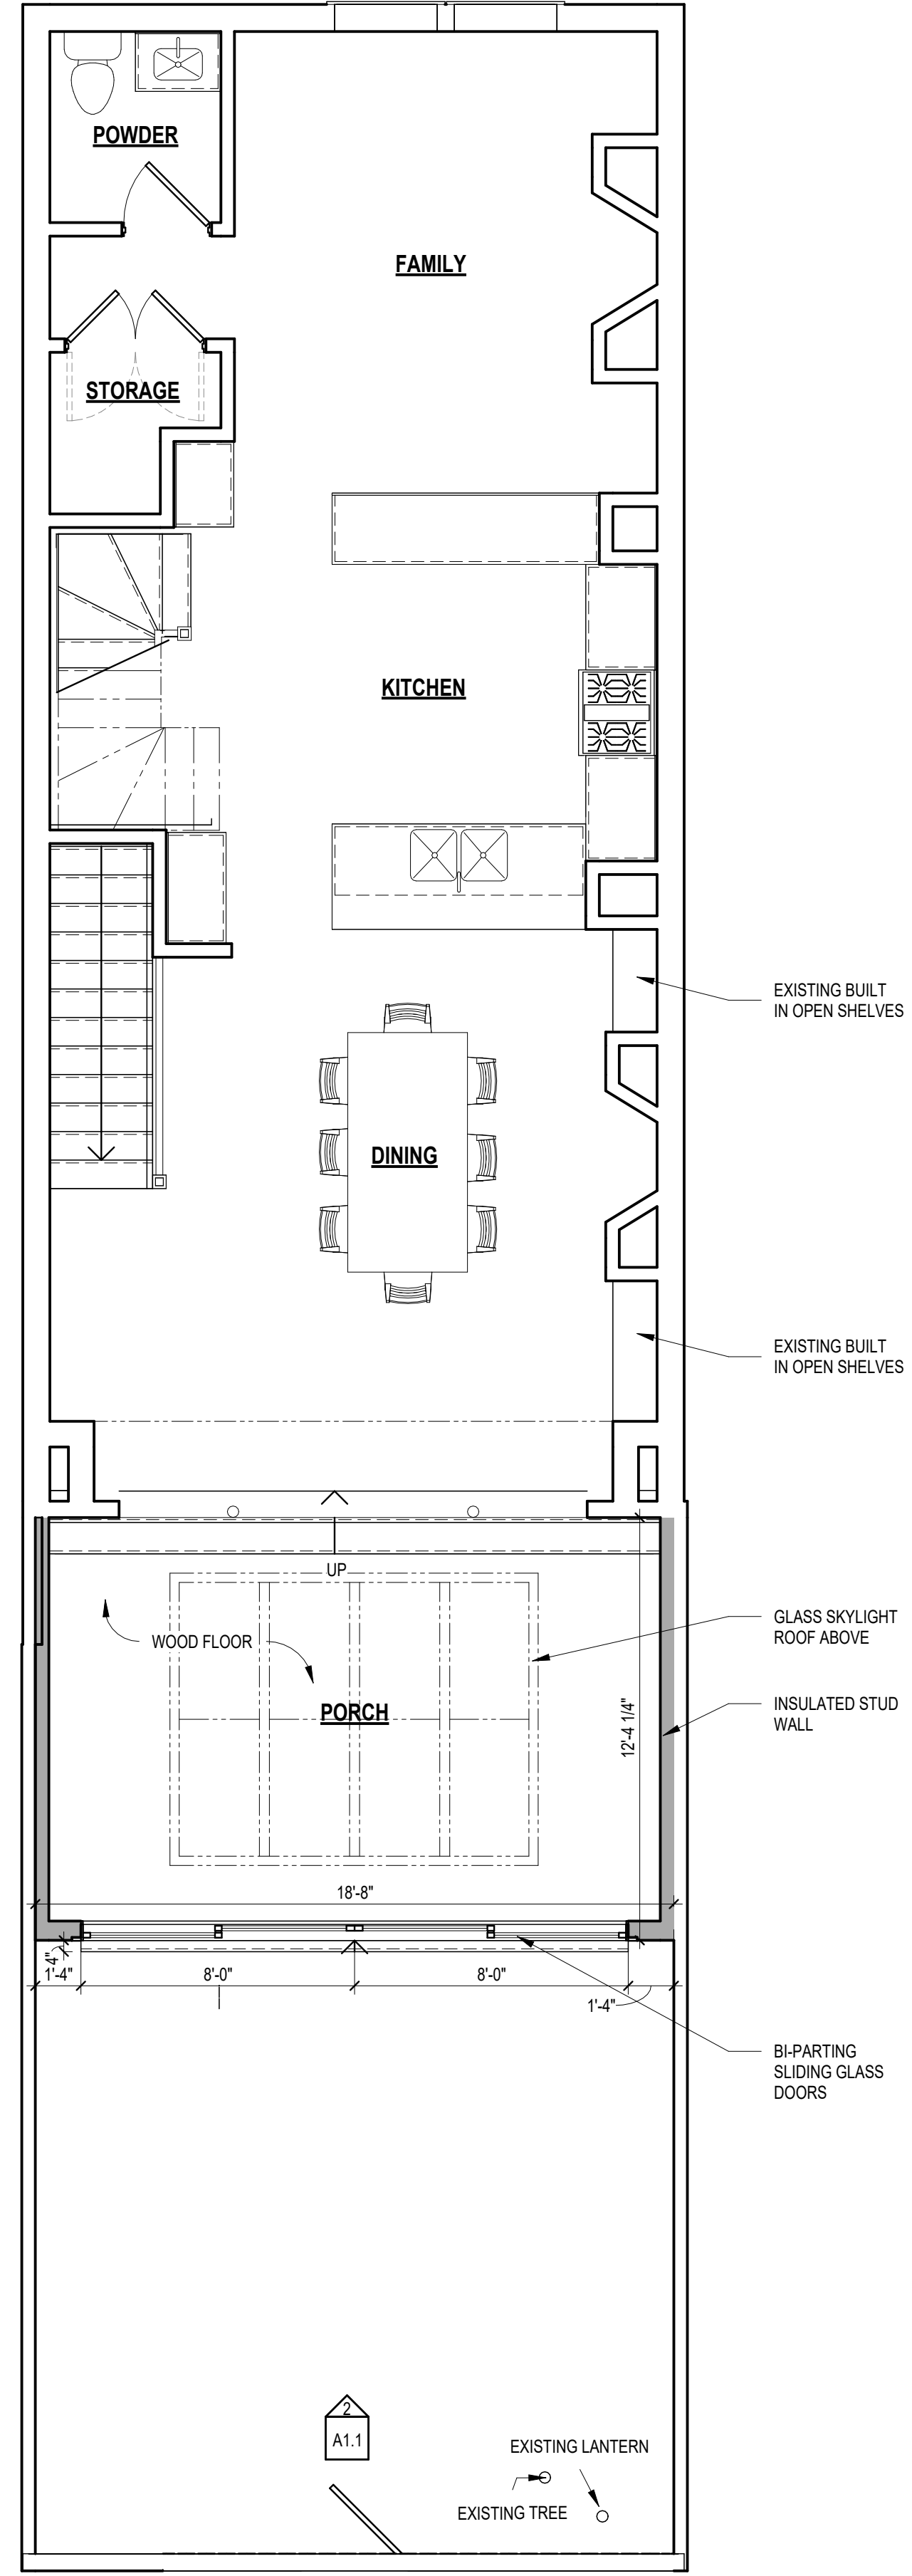 POWDER
FAMILY
STORAGE
KITCHEN
EXISTING BUILT
IN OPEN SHELVES
DINING
EXISTING BUILT
IN OPEN SHELVES
UP
GLASS SKYLIGHT
ROOF ABOVE
WOOD FLOOR
INSULATED STUD
WALL
PORCH
12'-4 1/4"
18'-8"
4"
1'-4"
8'-0"
8'-0"
1'-4"
BI-PARTING
SLIDING GLASS
DOORS
2
A1.1
EXISTING LANTERN
EXISTING TREE